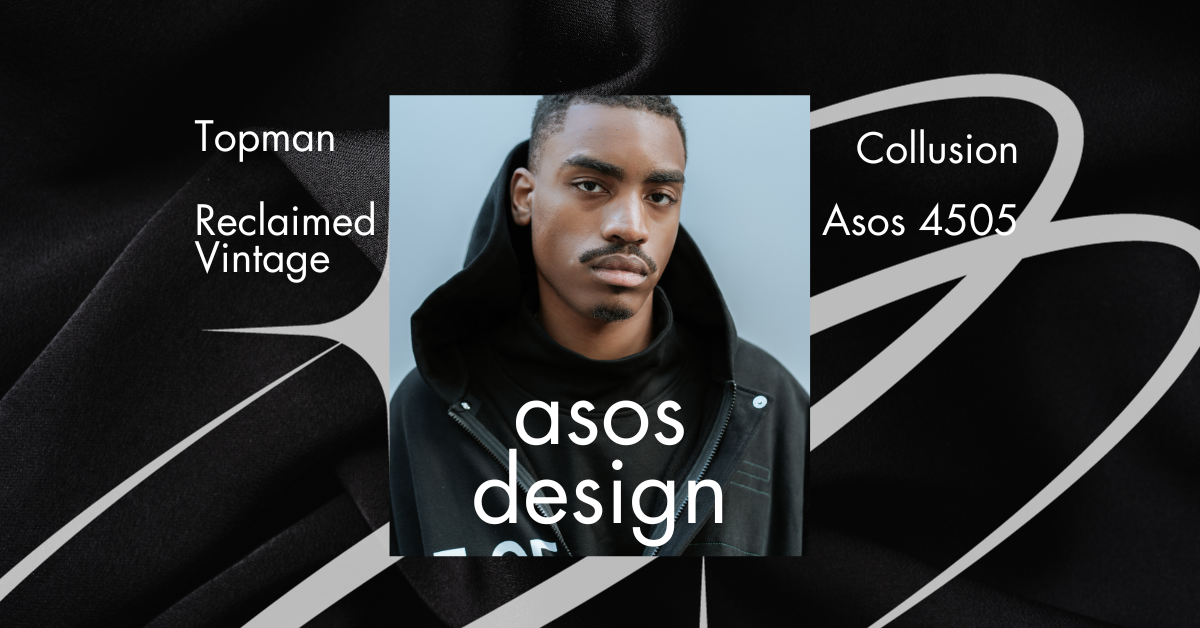 Topman
Reclaimed
Vintage
Collusion
Asos 4505
asos
design